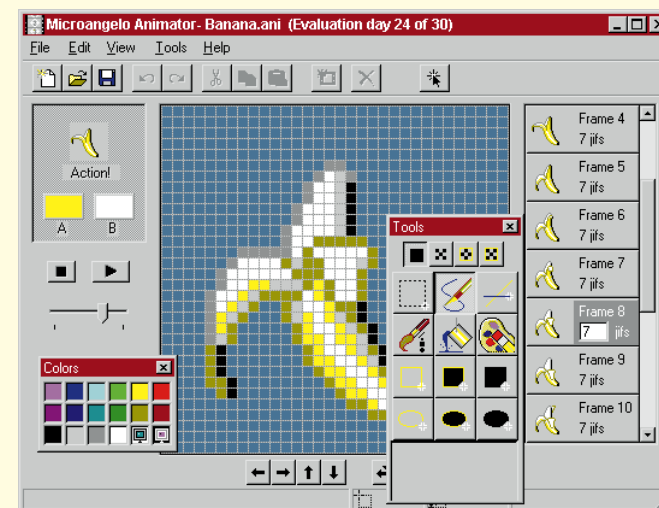 Microangelo Animator- Banana.ani (Evaluation day 24 of 30)
File Edit View Tools Help
Action!
A B
Colors
Tools
Frame 4
7 jifs
Frame 5
7 jifs
Frame 6
7 jifs
Frame 7
7 jifs
Frame 8
7 jifs
Frame 9
7 jifs
Frame 10
7 jifs